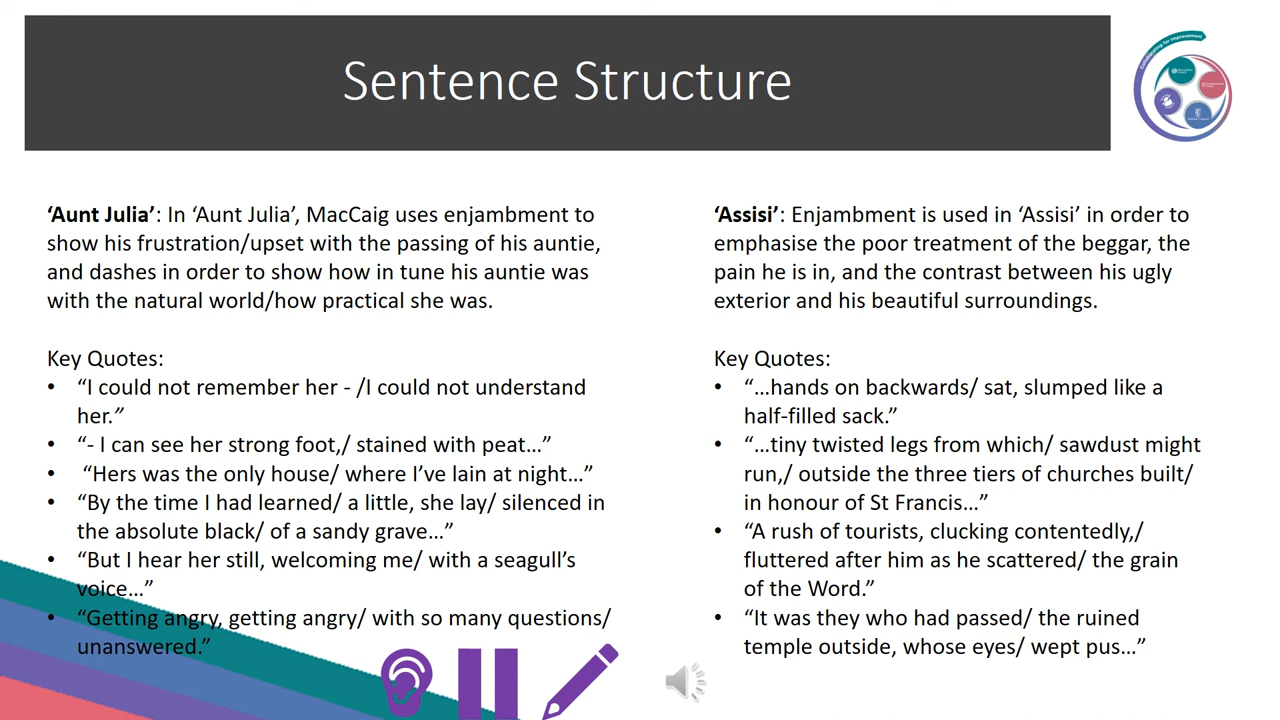 Sentence Structure
Collaborating for Improvement
‘Aunt Julia’: In ‘Aunt Julia’, MacCaig uses enjambment to
show his frustration/upset with the passing of his auntie,
and dashes in order to show how in tune his auntie was
with the natural world/how practical she was.
Key Quotes:
• “I could not remember her - /I could not understand
her.”
• “- I can see her strong foot,/ stained with peat…”
• “Hers was the only house/ where I’ve lain at night…”
• “By the time I had learned/ a little, she lay/ silenced in
the absolute black/ of a sandy grave…”
• “But I hear her still, welcoming me/ with a seagull’s
voice…”
• “Getting angry, getting angry/ with so many questions/
unanswered.”
‘Assisi’: Enjambment is used in ‘Assisi’ in order to
emphasise the poor treatment of the beggar, the
pain he is in, and the contrast between his ugly
exterior and his beautiful surroundings.
Key Quotes:
• “…hands on backwards/ sat, slumped like a
half-filled sack.”
• “…tiny twisted legs from which/ sawdust might
run,/ outside the three tiers of churches built/
in honour of St Francis…”
• “A rush of tourists, clucking contentedly,/
fluttered after him as he scattered/ the grain
of the Word.”
• “It was they who had passed/ the ruined
temple outside, whose eyes/ wept pus…”